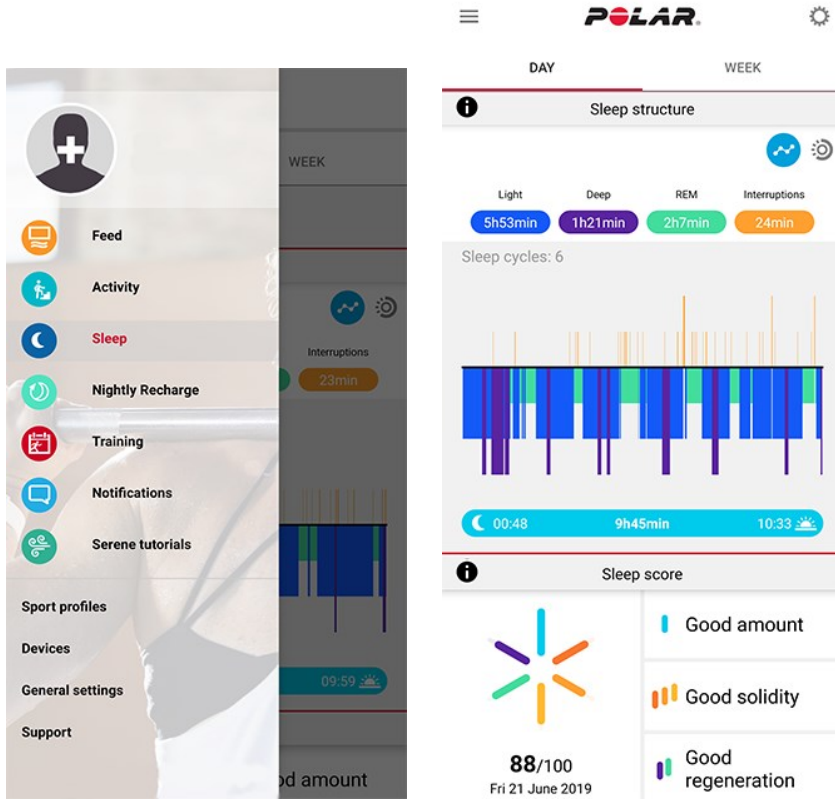 WEEK
Feed
Activity
Sleep
Interruptions
Nightly Recharge
23min
Training
Notifications
Serene tutorials
Sport profiles
Devices
General settings
09:59
Support
od amount
POLAR.
DAY WEEK
Sleep structure
Light Deep REM Interruptions
5h53min 1h21min 2h7min 24min
Sleep cycles: 6
00:48 9h45min 10:33
Sleep score
Good amount
Good solidity
88/100
Fri 21 June 2019
Good
regeneration